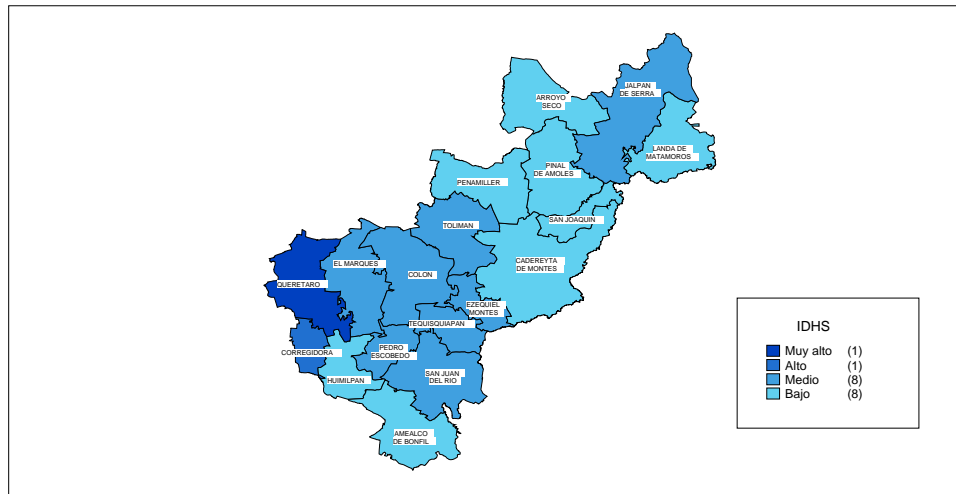 JALPAN
DE SERRA
ARROYO
SECO
LANDA DE
MATAMOROS
PINAL
DE AMOLES
PENAMILLER
SAN JOAQUIN
TOLIMAN
CADEREYTA
DE MONTES
EL MARQUES
COLON
QUERETARO
EZEQUIEL
MONTES
TEQUISQUIAPAN
CORREGIDORA
PEDRO
ESCOBEDO
SAN JUAN
DEL RIO
HUIMILPAN
AMEALCO
DE BONFIL
IDHS
Muy alto (1)
Alto (1)
Medio (8)
Bajo (8)